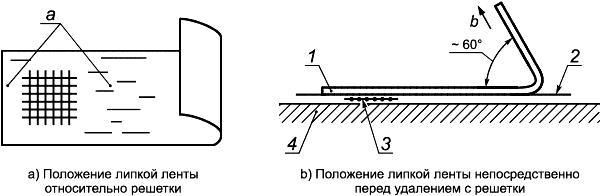 a
b
~ 60°
1
2
3
4
a) Положение липкой ленты
относительно решетки
b) Положение липкой ленты непосредственно
перед удалением с решетки